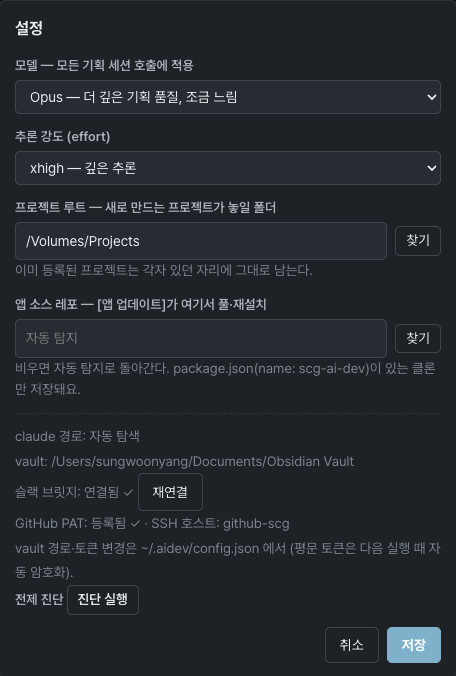 설정
모델 — 모든 기획 세션 호출에 적용
Opus — 더 깊은 기획 품질, 조금 느림
추론 강도 (effort)
xhigh — 깊은 추론
프로젝트 루트 — 새로 만드는 프로젝트가 놓일 폴더
/Volumes/Projects
찾기
이미 등록된 프로젝트는 각자 있던 자리에 그대로 남는다.
앱 소스 레포 — [앱 업데이트]가 여기서 풀·재설치
자동 탐지
찾기
비우면 자동 탐지로 돌아간다. package.json(name: scg-ai-dev)이 있는 클론
만 저장돼요.
claude 경로: 자동 탐색
vault: /Users/sungwoonyang/Documents/Obsidian Vault
슬랙 브릿지: 연결됨 ✓ 재연결
GitHub PAT: 등록됨 ✓ · SSH 호스트: github-scg
vault 경로·토큰 변경은 ~/.aidev/config.json 에서 (평문 토큰은 다음 실행 때 자
동 암호화).
전제 진단 진단 실행
취소 저장